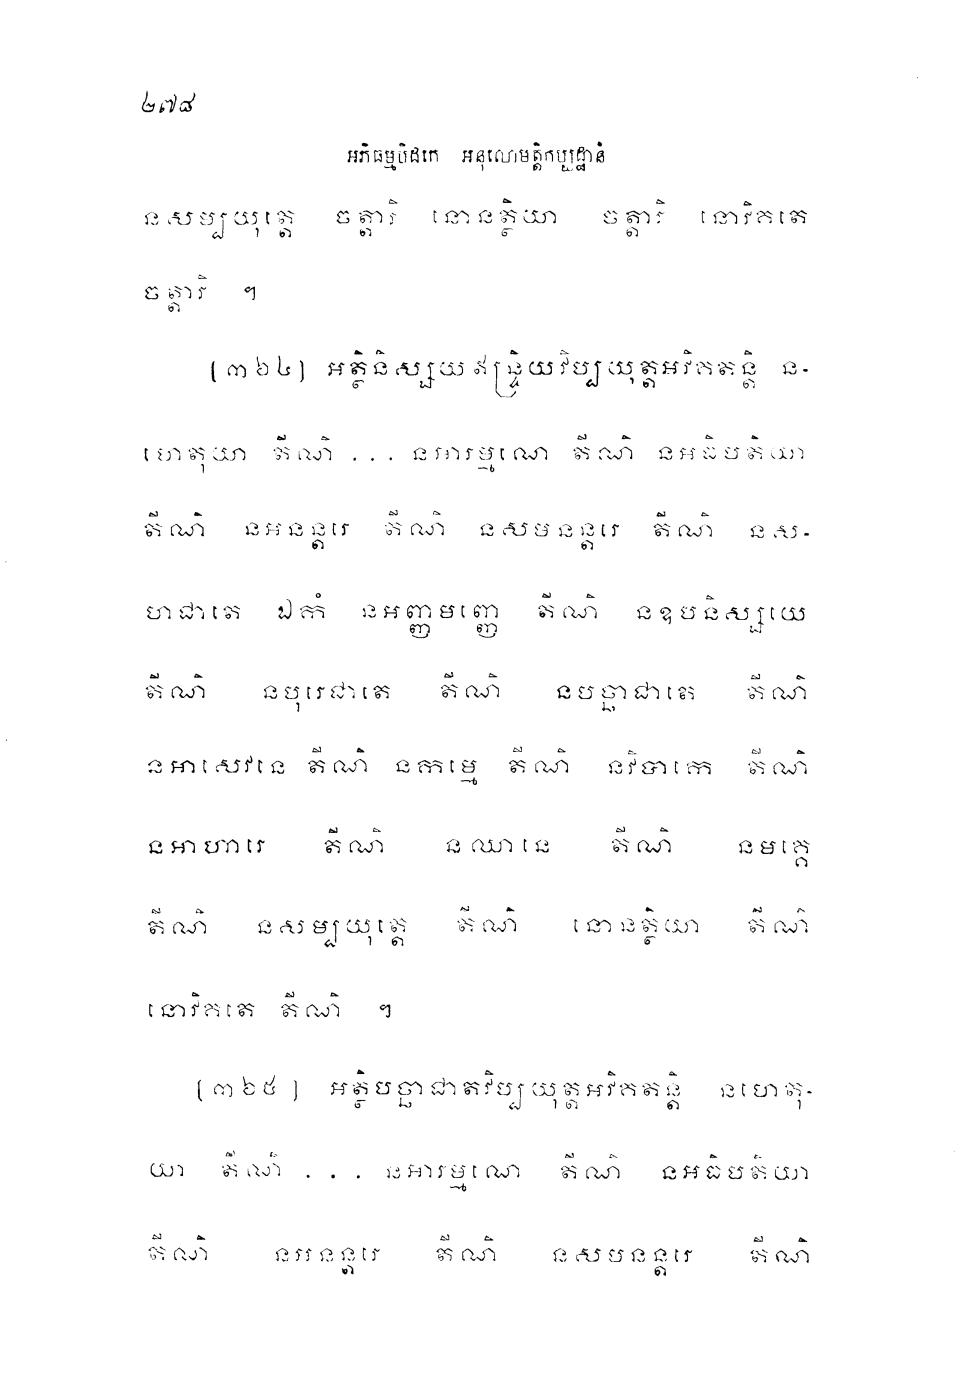 ២៧៨
អភិធម្មបិដកេ អនុលោមត្តិកប្បដ្ឋានំ
នសម្បយុត្តេ ចត្តារិ នោនត្ថិយា ចត្តារិ នោវិគតេ
ចត្តារិ ។
(៣៦៤) អត្ថិនិស្សយឥន្ទ្រិយវិប្បយុត្តអវិគតន្តិ ន-
ហេតុយា តីណិ ... នអារម្មណេ តីណិ នអធិបតិយា
តីណិ នអនន្តរេ តីណិ នសមនន្តរេ តីណិ នស-
ហជាតេ ឯកំ នអញ្ញមញ្ញេ តីណិ នឧបនិស្សយេ
តីណិ នបុរេជាតេ តីណិ នបច្ឆាជាតេ តីណិ
នអាសេវនេ តីណិ នកម្មេ តីណិ នវិបាកេ តីណិ
នអាហារេ តីណិ នឈានេ តីណិ នមគ្គេ
តីណិ នសម្បយុត្តេ តីណិ នោនត្ថិយា តីណិ
នោវិគតេ តីណិ ។
(៣៦៥) អត្ថិបច្ឆាជាតវិប្បយុត្តអវិគតន្តិ នហេតុ-
យា តីណិ ... នអារម្មណេ តីណិ នអធិបតិយា
តីណិ នអនន្តរេ តីណិ នសមនន្តរេ តីណិ